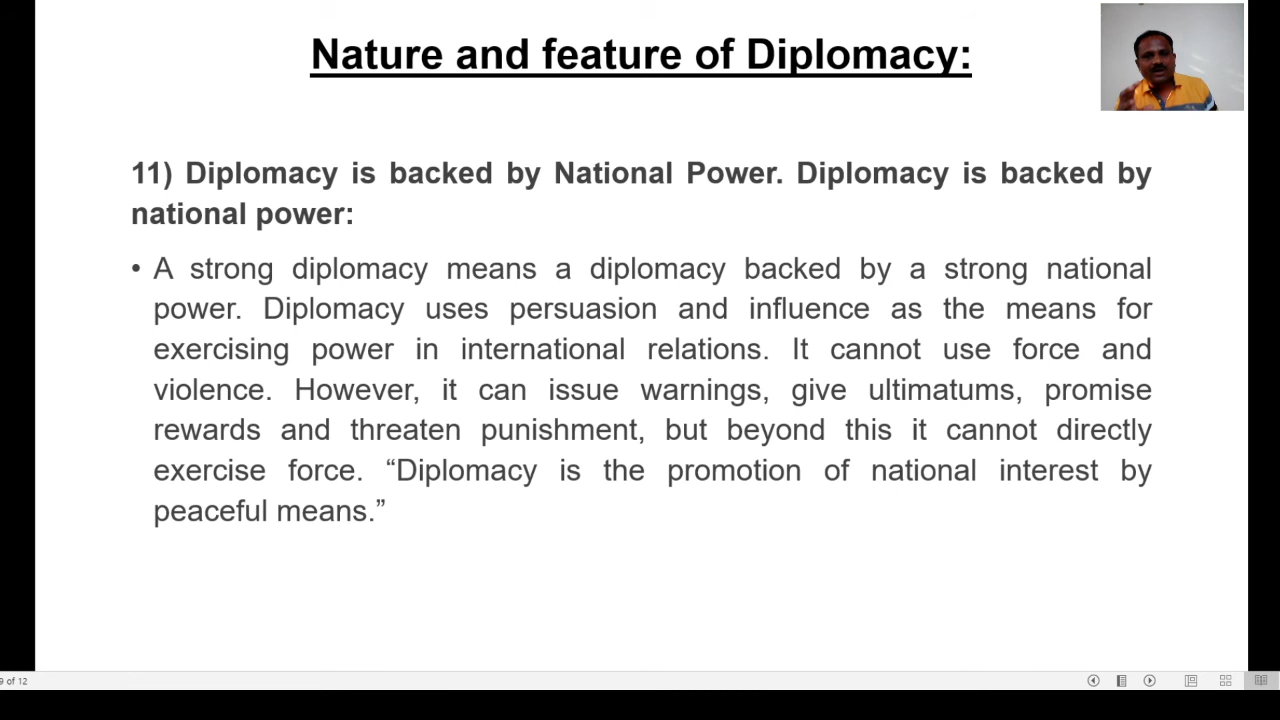 Nature and feature of Diplomacy:
11) Diplomacy is backed by National Power. Diplomacy is backed by
national power:
• A strong diplomacy means a diplomacy backed by a strong national
power. Diplomacy uses persuasion and influence as the means for
exercising power in international relations. It cannot use force and
violence. However, it can issue warnings, give ultimatums, promise
rewards and threaten punishment, but beyond this it cannot directly
exercise force. “Diplomacy is the promotion of national interest by
peaceful means.”
9 of 12